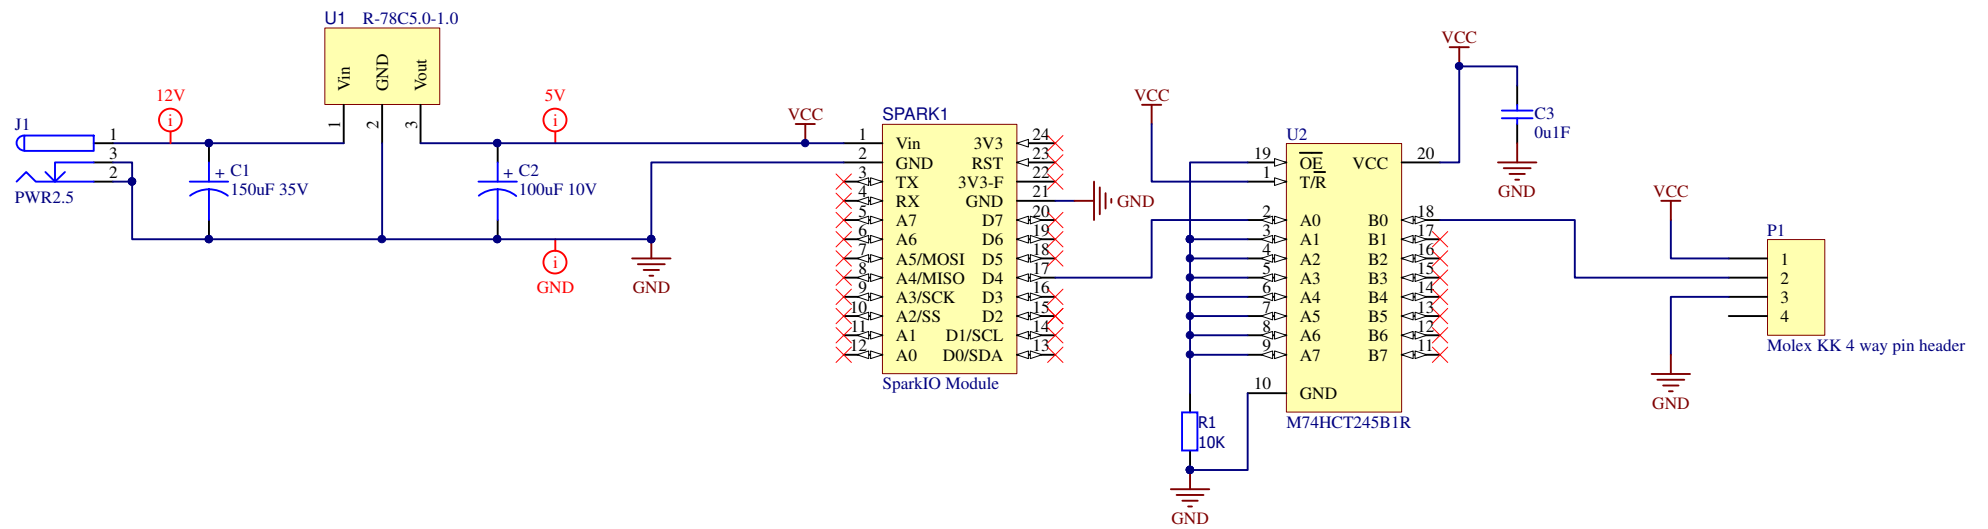 U1 R-78C5.0-1.0
Vin
GND
Vout
1
2
3
12V
i
5V
i
J1
1
3
2
PWR2.5
+ C1
150uF 35V
+ C2
100uF 10V
i
GND
GND
VCC
SPARK1
1 Vin 3V3 24
2 GND RST 23
3 TX 3V3-F 22
4 RX GND 21
5 A7 D7 20
6 A6 D6 19
7 A5/MOSI D5 18
8 A4/MISO D4 17
9 A3/SCK D3 16
10 A2/SS D2 15
11 A1 D1/SCL 14
12 A0 D0/SDA 13
SparkIO Module
GND
VCC
VCC
C3
0u1F
GND
U2
19 OE VCC 20
1 T/R
2 A0 B0 18
3 A1 B1 17
4 A2 B2 16
5 A3 B3 15
6 A4 B4 14
7 A5 B5 13
8 A6 B6 12
9 A7 B7 11
10 GND
M74HCT245B1R
R1
10K
GND
VCC
P1
1
2
3
4
Molex KK 4 way pin header
GND